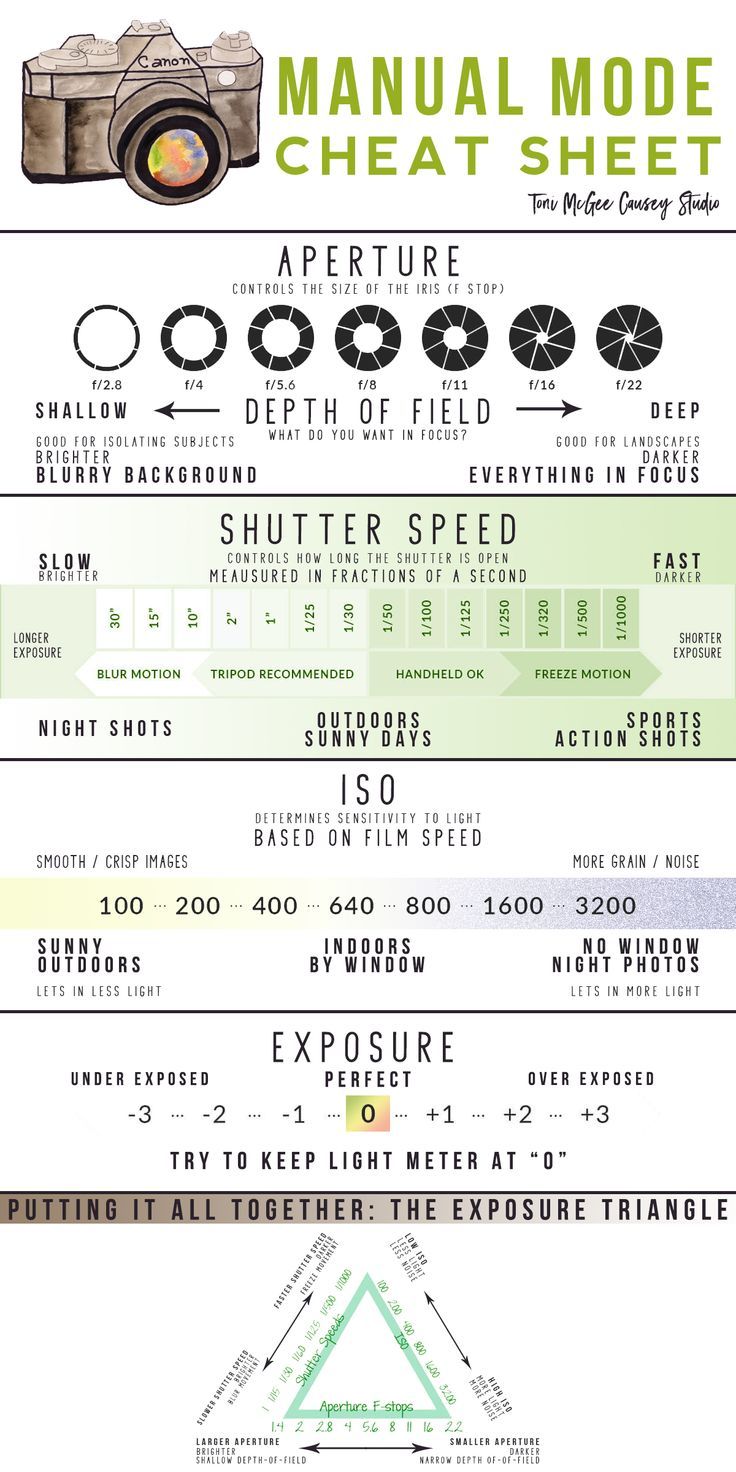 Canon
MANUAL MODE
CHEAT SHEET
Toni McGee Causey Studio
APERTURE
CONTROLS THE SIZE OF THE IRIS (F STOP)
f/2.8 f/4 f/5.6 f/8 f/11 f/16 f/22
SHALLOW DEPTH OF FIELD DEEP
WHAT DO YOU WANT IN FOCUS?
GOOD FOR ISOLATING SUBJECTS GOOD FOR LANDSCAPES
BRIGHTER DARKER
BLURRY BACKGROUND EVERYTHING IN FOCUS
SHUTTER SPEED
SLOW CONTROLS HOW LONG THE SHUTTER IS OPEN FAST
BRIGHTER MEAUSURED IN FRACTIONS OF A SECOND DARKER
LONGER
EXPOSURE
30" 15" 10" 2" 1" 1/25 1/30 1/50 1/100 1/125 1/250 1/320 1/500 1/1000
SHORTER
EXPOSURE
BLUR MOTION TRIPOD RECOMMENDED HANDHELD OK FREEZE MOTION
NIGHT SHOTS
OUTDOORS
SUNNY DAYS
SPORTS
ACTION SHOTS
ISO
DETERMINES SENSITIVITY TO LIGHT
BASED ON FILM SPEED
SMOOTH / CRISP IMAGES MORE GRAIN / NOISE
100 ... 200 ... 400 ... 640 ... 800 ... 1600 ... 3200
SUNNY
OUTDOORS
INDOORS
BY WINDOW
NO WINDOW
NIGHT PHOTOS
LETS IN LESS LIGHT LETS IN MORE LIGHT
EXPOSURE
UNDER EXPOSED PERFECT OVER EXPOSED
-3 ... -2 ... -1 ... 0 ... +1 ... +2 ... +3
TRY TO KEEP LIGHT METER AT "0"
PUTTING IT ALL TOGETHER: THE EXPOSURE TRIANGLE
FASTER SHUTTER SPEED
DARKER
FREEZE MOVEMENT
LOW ISO
LESS LIGHT
LESS NOISE
1 1/15 1/30 1/60 1/125 1/500 1/1000
Shutter Speeds
100 200 400 800 1600 3200
ISO
SLOWER SHUTTER SPEED
BRIGHTER
BLUR MOVEMENT
HIGH ISO
MORE LIGHT
MORE NOISE
Aperture F-stops
1.4 2 2.8 4 5.6 8 11 16 22
LARGER APERTURE
BRIGHTER
SHALLOW DEPTH-OF-FIELD
SMALLER APERTURE
DARKER
NARROW DEPTH OF-OF-FIELD